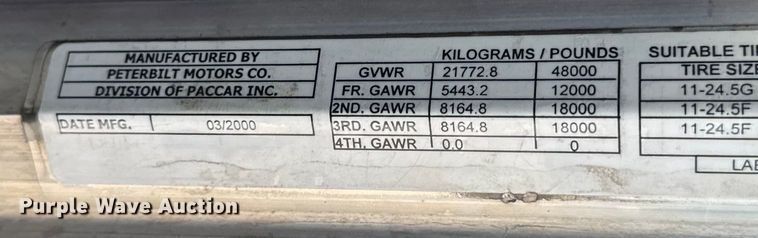 MANUFACTURED BY
PETERBILT MOTORS CO.
DIVISION OF PACCAR INC.
DATE MFG. 03/2000
KILOGRAMS / POUNDS
GVWR 21772.8 48000
FR. GAWR 5443.2 12000
2ND. GAWR 8164.8 18000
3RD. GAWR 8164.8 18000
4TH. GAWR 0.0 0
SUITABLE
TIRE SIZE
11-24.5G
11-24.5F
11-24.5F
Purple Wave Auction